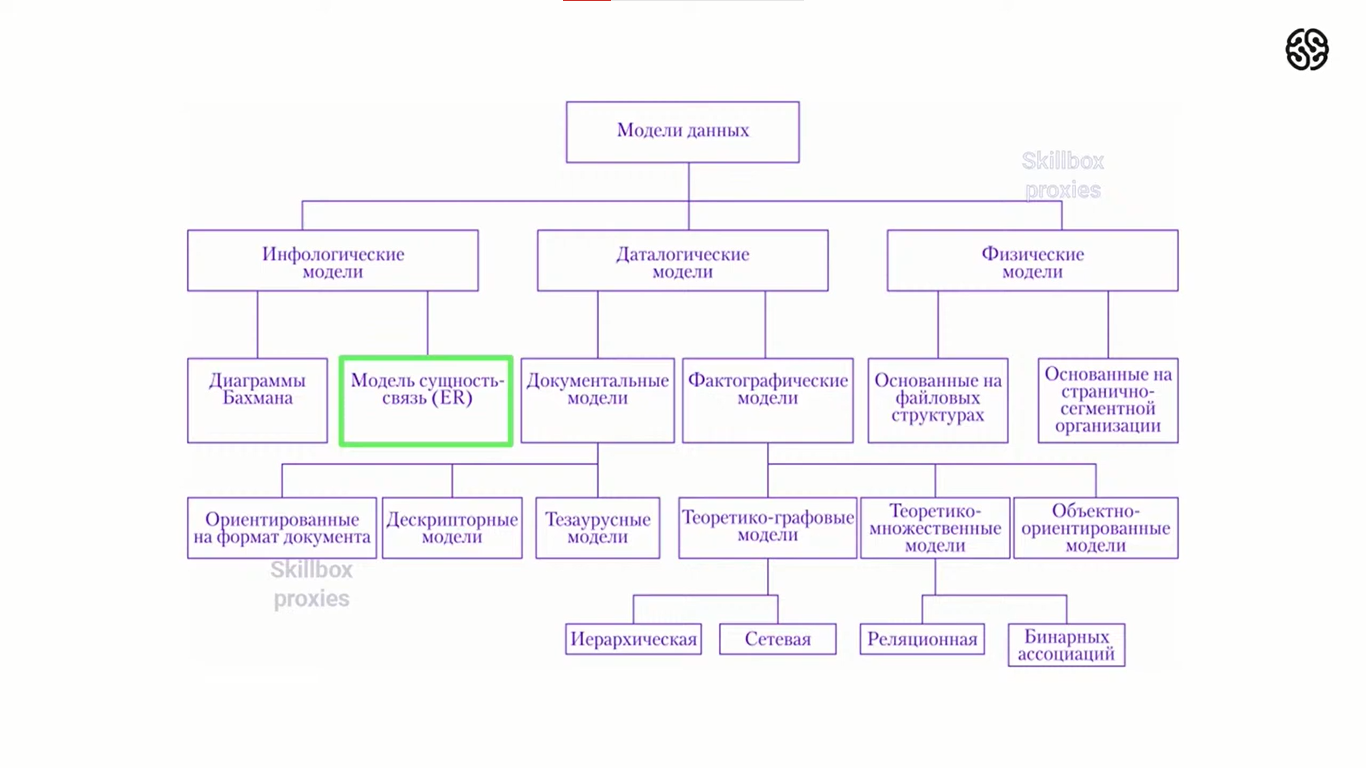 Модели данных
Skillbox
proxies
Инфологические
модели
Даталогические
модели
Физические
модели
Диаграммы
Бахмана
Модель сущность-
связь (ER)
Документальные
модели
Фактографические
модели
Основанные на
файловых
структурах
Основанные на
странично-
сегментной
организации
Ориентированные
на формат документа
Дескрипторные
модели
Тезаурусные
модели
Теоретико-графовые
модели
Теоретико-
множественные
модели
Объектно-
ориентированные
модели
Skillbox
proxies
Иерархическая
Сетевая
Реляционная
Бинарных
ассоциаций